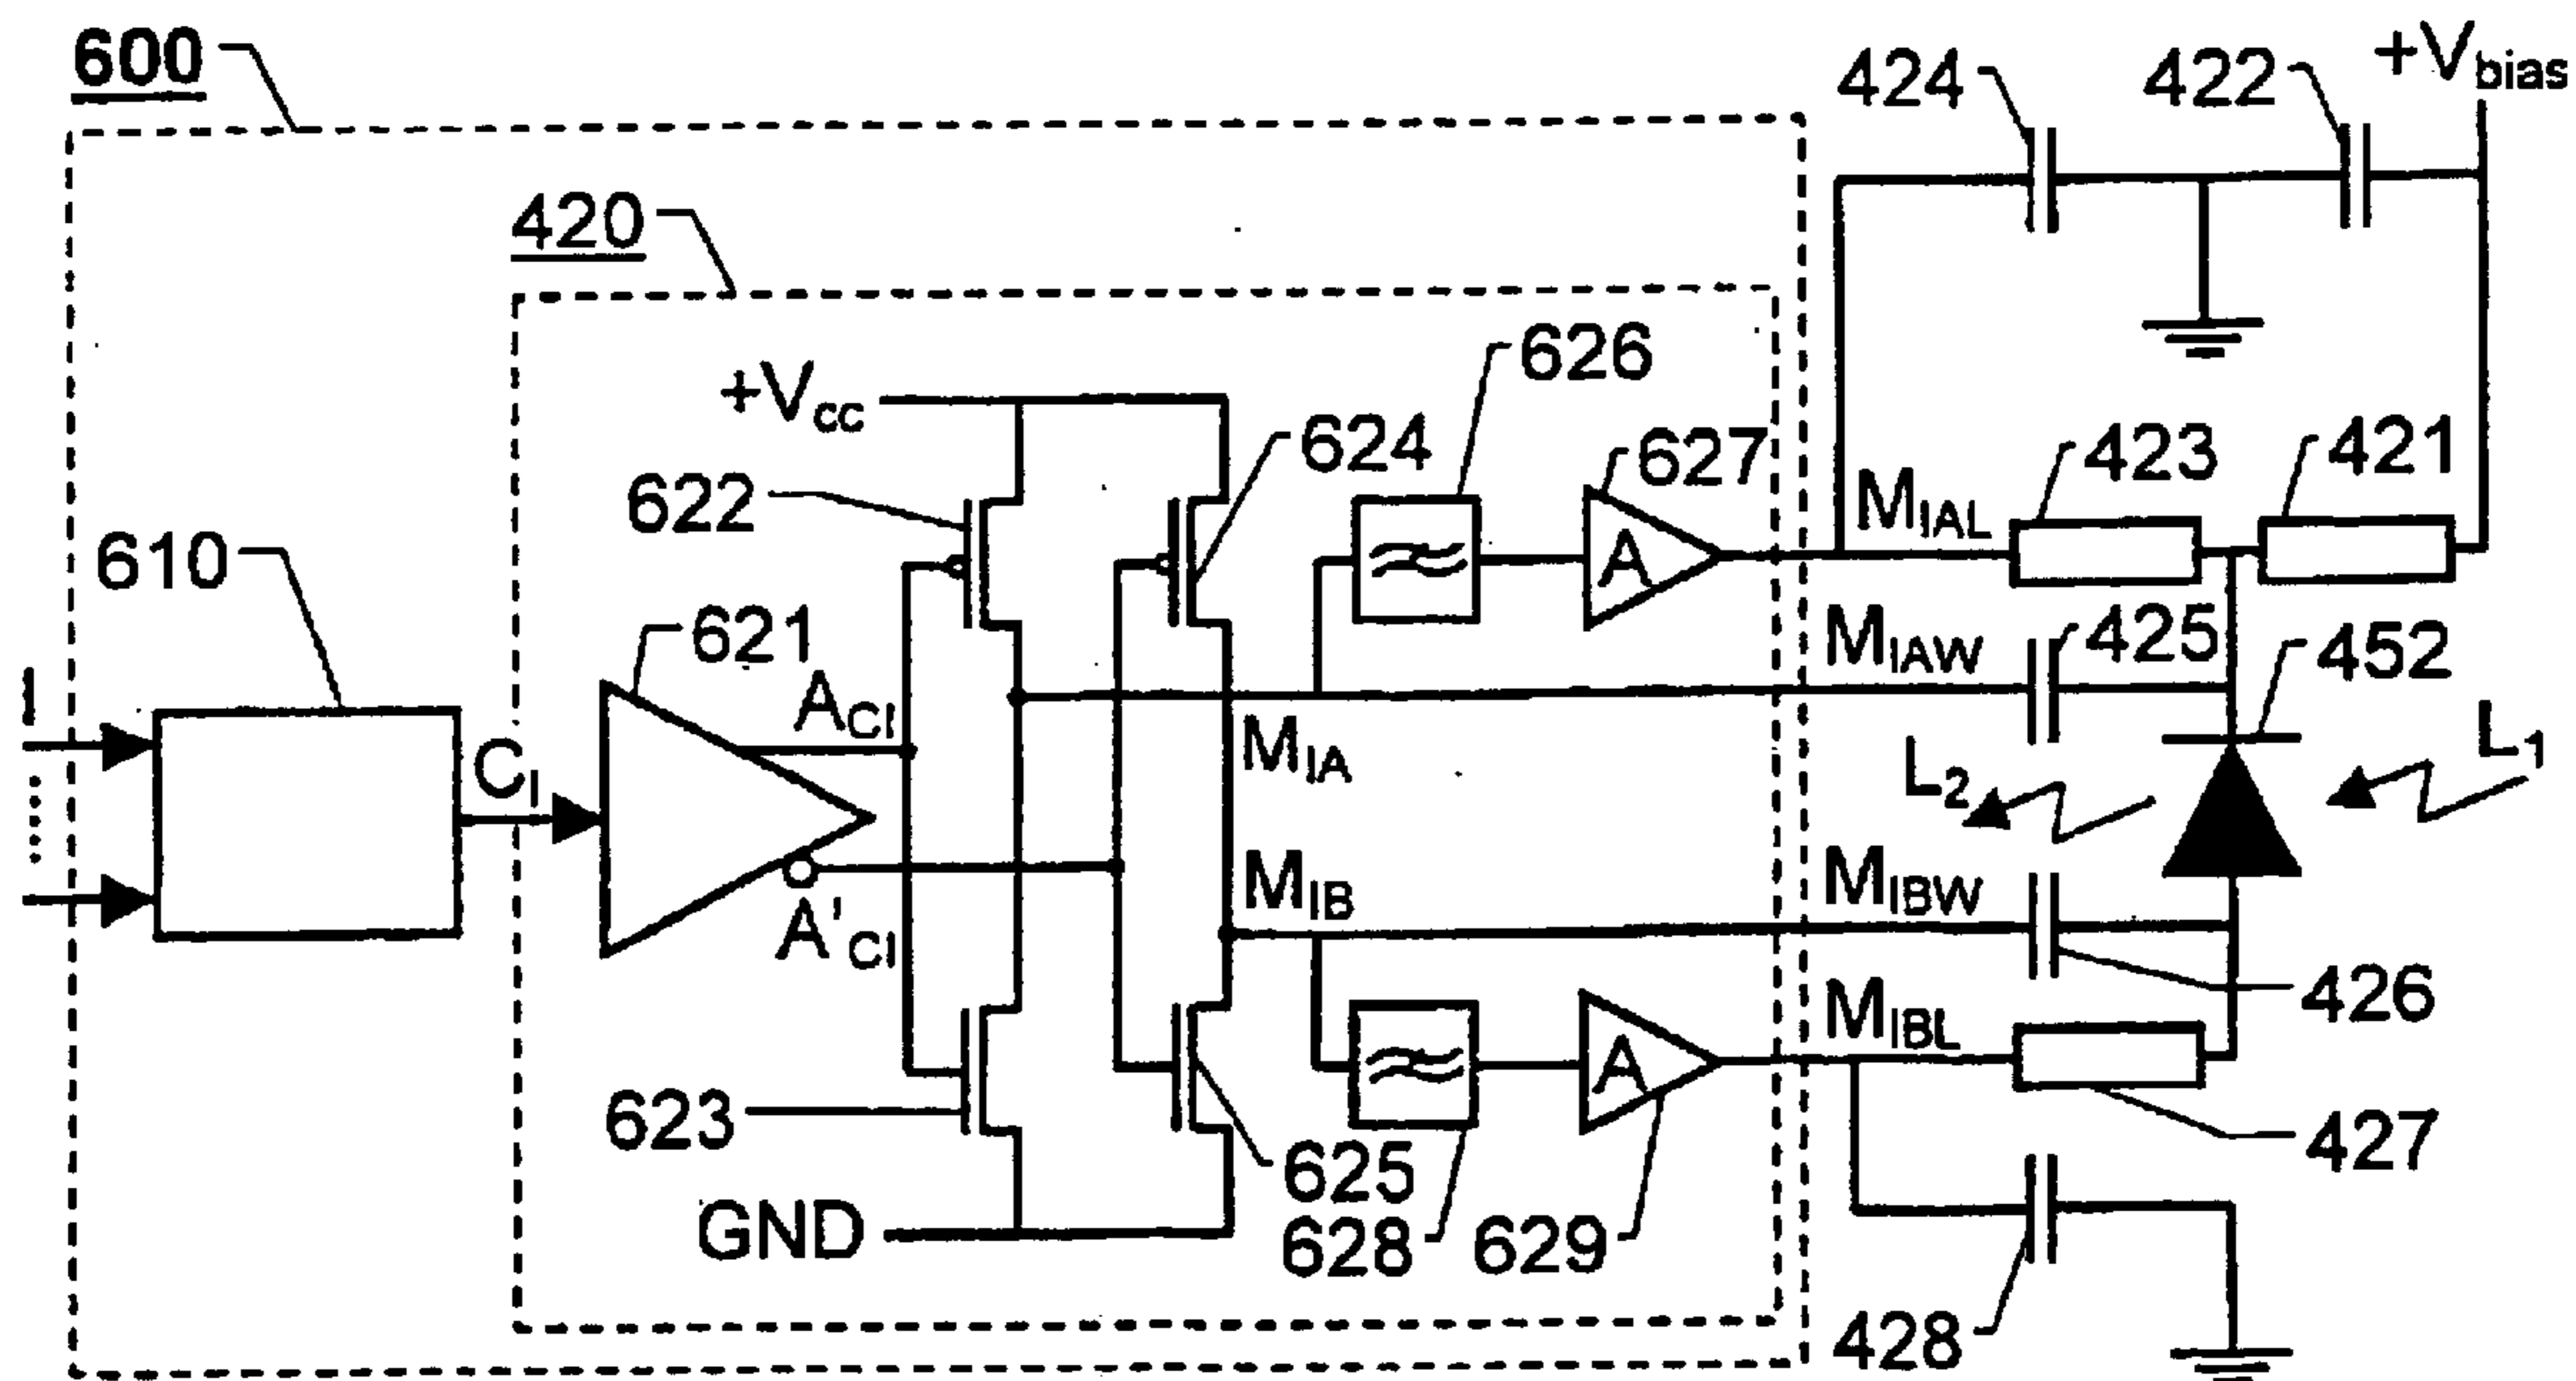 600
424
422
+Vbias
420
626
+Vcc
624
627
423
421
622
MIAL
610
621
MIAW
425
452
I
ACI
MIA
L2
L1
CI
MIB
MIBW
A'CI
426
MIBL
623
625
427
GND
628
629
428
A
A